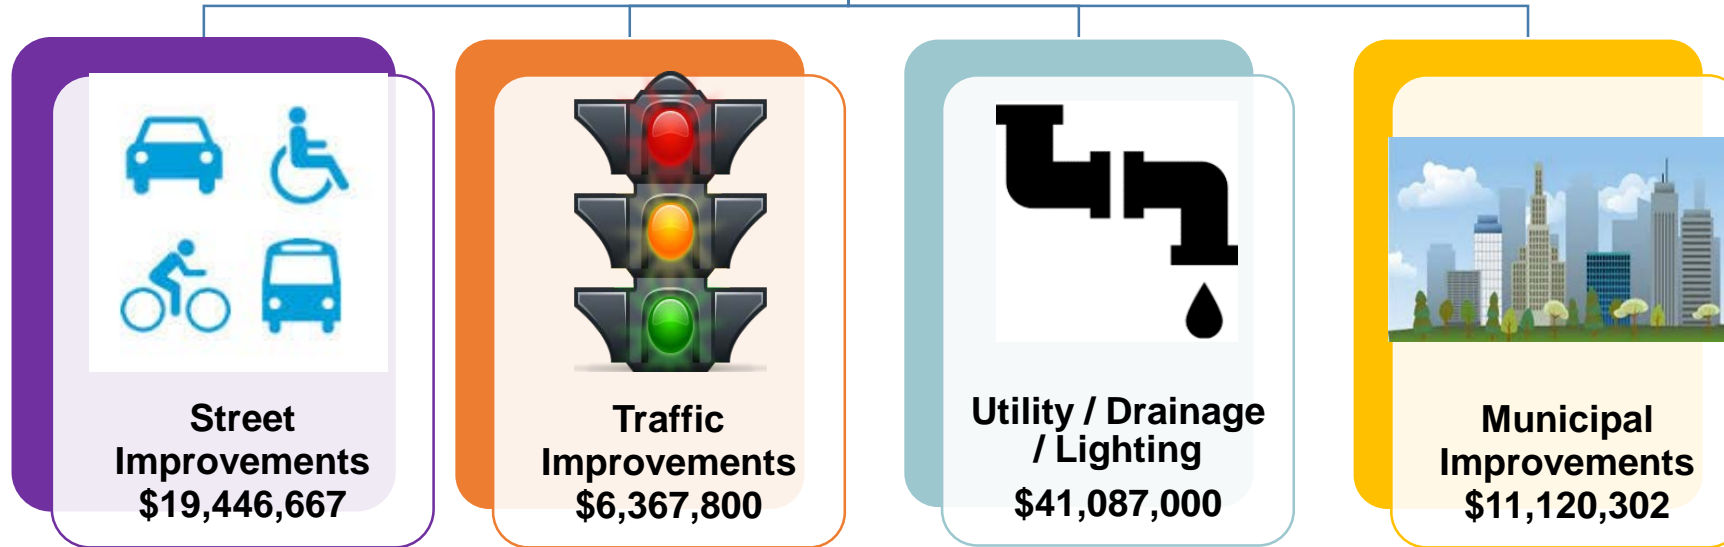 Street
Improvements
$19,446,667
Traffic
Improvements
$6,367,800
Utility / Drainage
/ Lighting
$41,087,000
Municipal
Improvements
$11,120,302